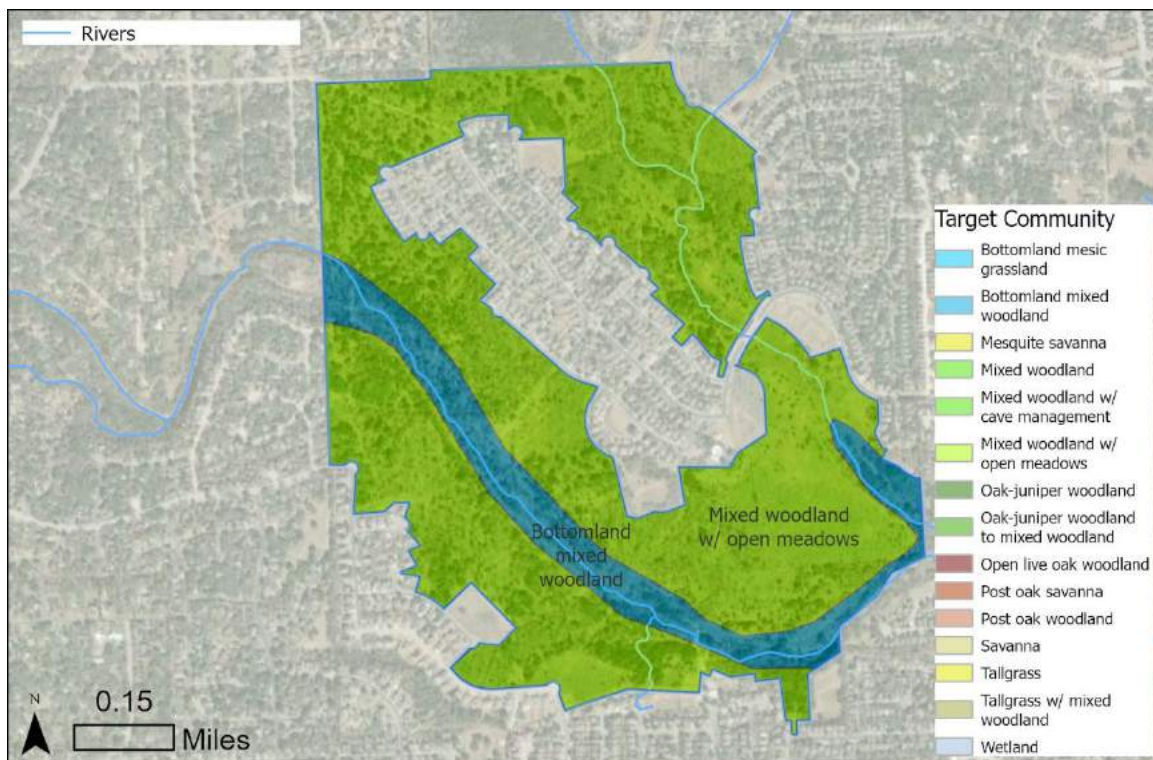 Rivers
Target Community
Bottomland mesic
grassland
Bottomland mixed
woodland
Mesquite savanna
Mixed woodland
Mixed woodland w/
cave management
Mixed woodland w/
open meadows
Oak-juniper woodland
Oak-juniper woodland
to mixed woodland
Open live oak woodland
Post oak savanna
Post oak woodland
Savanna
Tallgrass
Tallgrass w/ mixed
woodland
Wetland
Mixed woodland
w/ open meadows
Bottomland
mixed
woodland
N
0.15
Miles